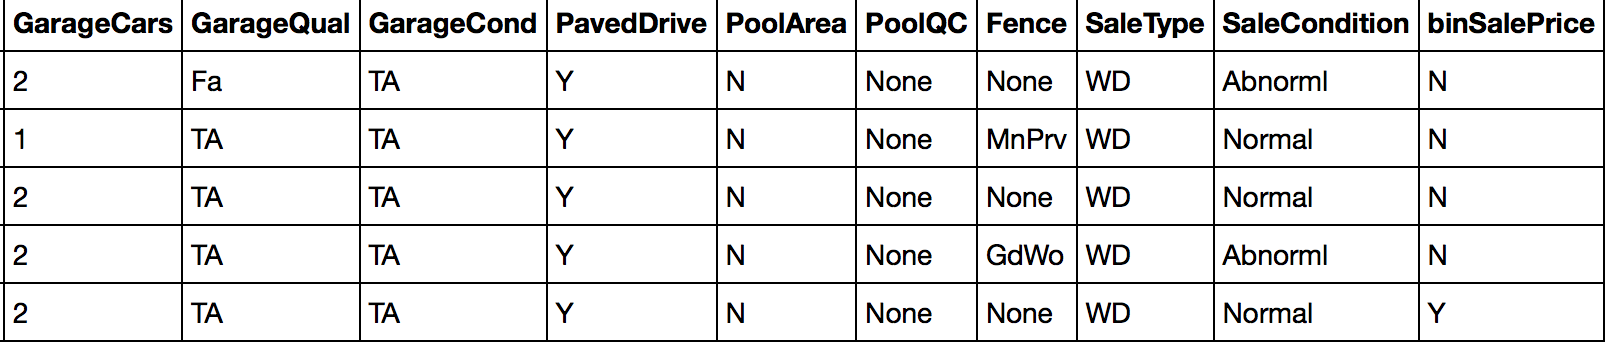 GarageCars GarageQual GarageCond PavedDrive PoolArea PoolQC Fence SaleType SaleCondition binSalePrice
2 Fa TA Y N None None WD Abnorml N
1 TA TA Y N None MnPrv WD Normal N
2 TA TA Y N None None WD Normal N
2 TA TA Y N None GdWo WD Abnorml N
2 TA TA Y N None None WD Normal Y